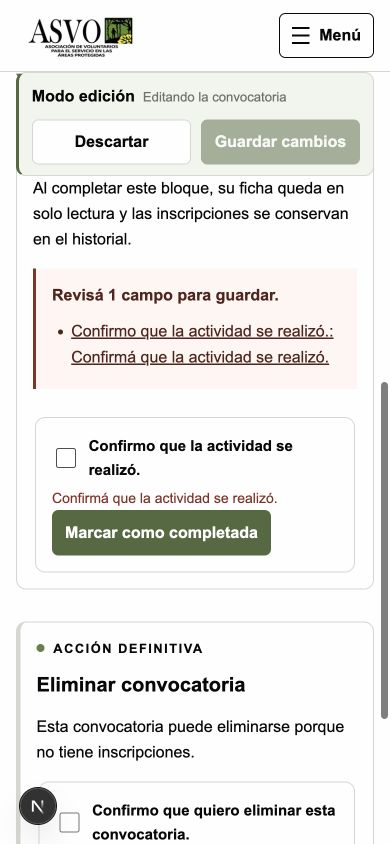 ASVO
ASOCIACIÓN DE VOLUNTARIOS
PARA EL SERVICIO EN LAS
ÁREAS PROTEGIDAS
Menú
Modo edición Editando la convocatoria
Descartar
Guardar cambios
Al completar este bloque, su ficha queda en
solo lectura y las inscripciones se conservan
en el historial.
Revisá 1 campo para guardar.
• Confirmo que la actividad se realizó.:
Confirmá que la actividad se realizó.
Confirmo que la actividad se
realizó.
Confirmá que la actividad se realizó.
Marcar como completada
ACCIÓN DEFINITIVA
Eliminar convocatoria
Esta convocatoria puede eliminarse porque
no tiene inscripciones.
N
Confirmo que quiero eliminar esta
convocatoria.